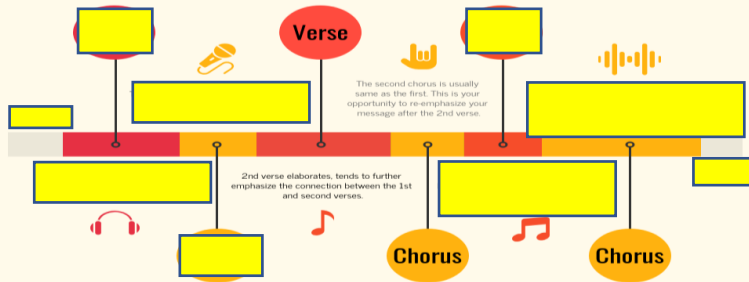 Verse
The second chorus is usually
same as the first. This is your
opportunity to re-emphasize your
message after the 2nd verse.
2nd verse elaborates, tends to further
emphasize the connection between the 1st
and second verses.
Chorus
Chorus